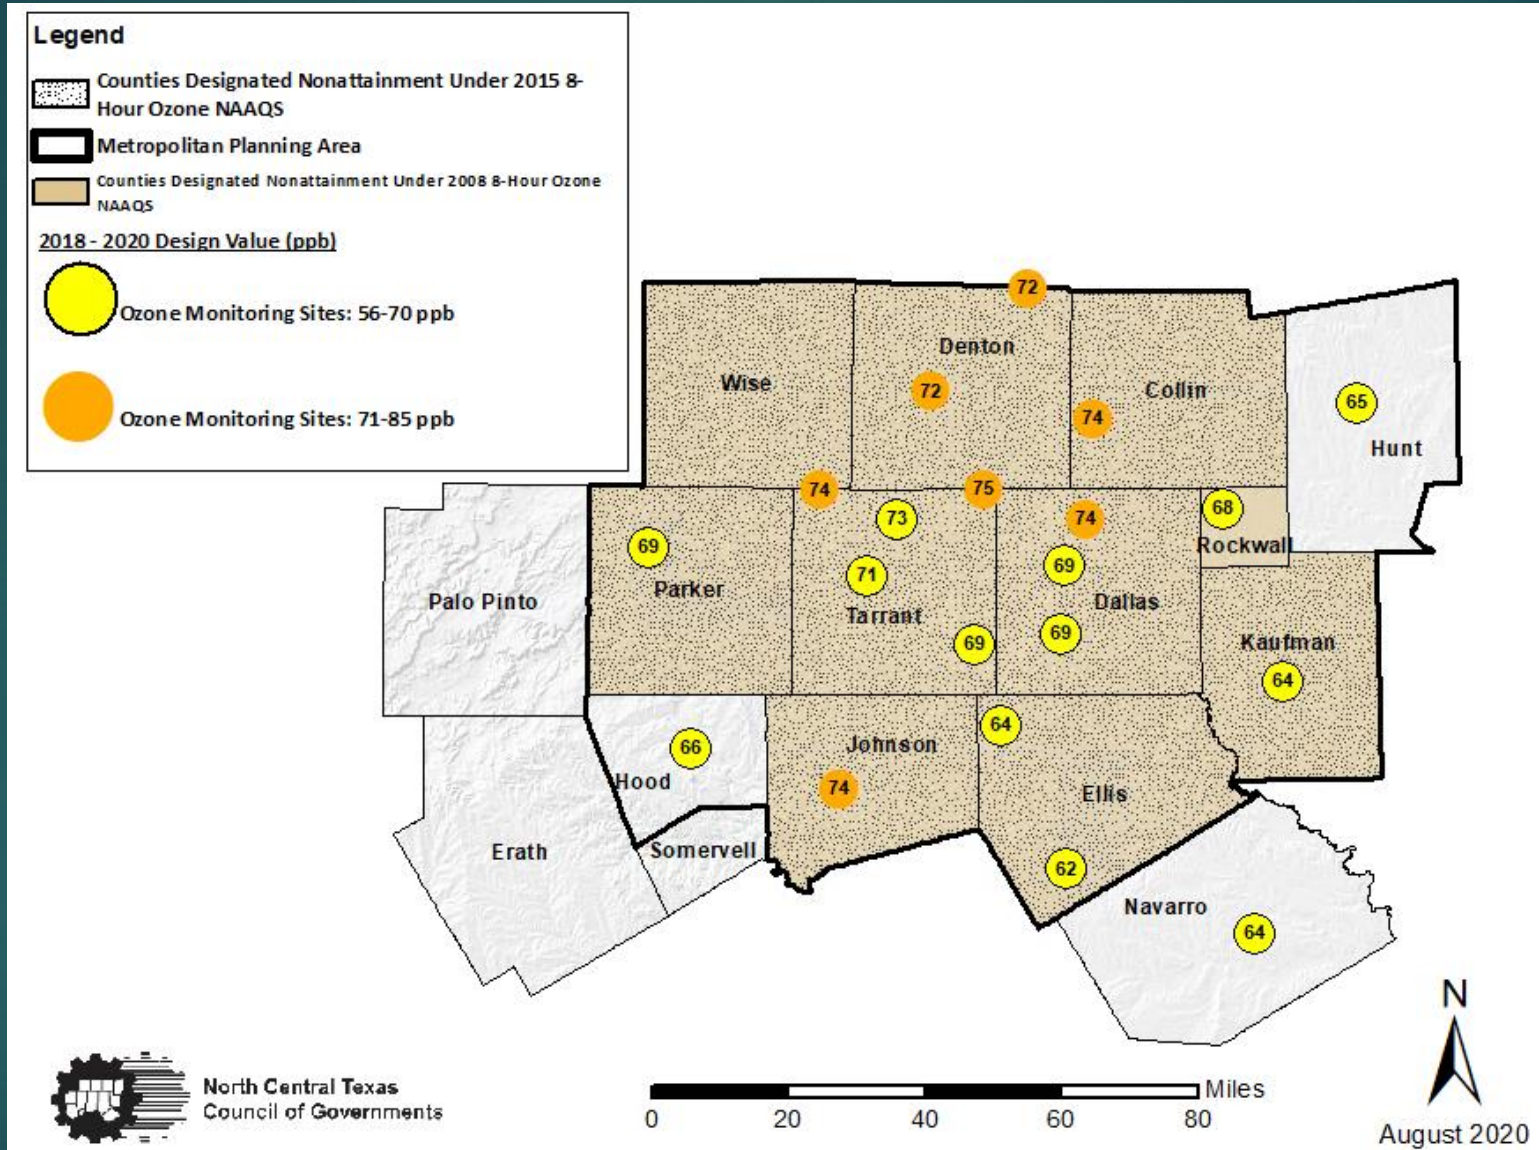 Legend
Counties Designated Nonattainment Under 2015 8-
Hour Ozone NAAQS
Metropolitan Planning Area
Counties Designated Nonattainment Under 2008 8-Hour Ozone
NAAQS
2018 - 2020 Design Value (ppb)
Ozone Monitoring Sites: 56-70 ppb
Ozone Monitoring Sites: 71-85 ppb
72
Denton
Wise
72
Collin
74
65
Hunt
74
75
73
74
68
Rockwall
69
71
69
Parker
Palo Pinto
Tarrant
Dallas
69
69
Kaufman
64
66
Hood
Johnson
74
64
Ellis
Erath
Somervell
62
Navarro
64
N
August 2020
North Central Texas
Council of Governments
0 20 40 60 80 Miles